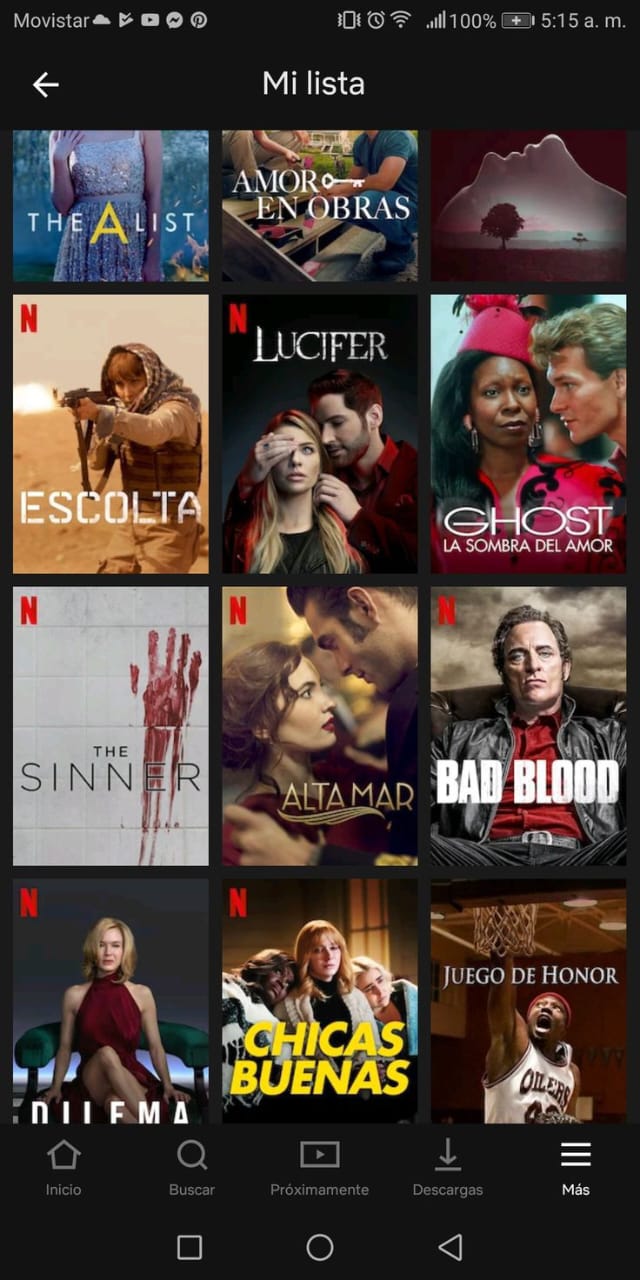 Movistar 100% 5:15 a. m.
Mi lista
THE A LIST
AMOR
EN OBRAS
N
ESCOLTA
N
LUCIFER
GHOST
LA SOMBRA DEL AMOR
N
THE
SINNER
N
ALTA MAR
N
BAD BLOOD
N
DILEMA
N
CHICAS
BUENAS
JUEGO DE HONOR
OILERS
Inicio
Buscar
Próximamente
Descargas
Más